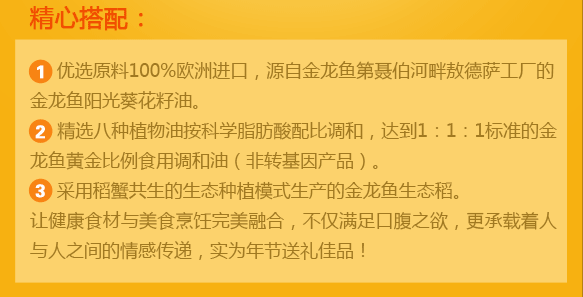 精心搭配：
1 优选原料100%欧洲进口，源自金龙鱼第聂伯河畔敖德萨工厂的
金龙鱼阳光葵花籽油。
2 精选八种植物油按科学脂肪酸配比调和，达到1：1：1标准的金
龙鱼黄金比例食用调和油（非转基因产品）。
3 采用稻蟹共生的生态种植模式生产的金龙鱼生态稻。
让健康食材与美食烹饪完美融合，不仅满足口腹之欲，更承载着人
与人之间的情感传递，实为年节送礼佳品！